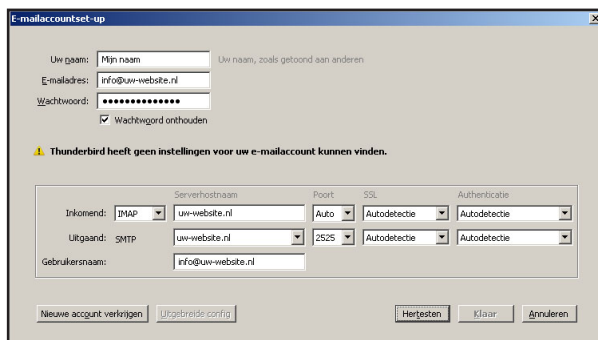 E-mailaccountset-up
Uw naam: Mijn naam Uw naam, zoals getoond aan anderen
E-mailadres: info@uw-website.nl
Wachtwoord: ••••••••••••••
Wachtwoord onthouden
Thunderbird heeft geen instellingen voor uw e-mailaccount kunnen vinden.
Serverhostnaam Poort SSL Authenticatie
Inkomend: IMAP uw-website.nl Auto Autodetectie Autodetectie
Uitgaand: SMTP uw-website.nl 2525 Autodetectie Autodetectie
Gebruikersnaam: info@uw-website.nl
Nieuwe account verkrijgen Uitgebreide config Hertesten Klaar Annuleren